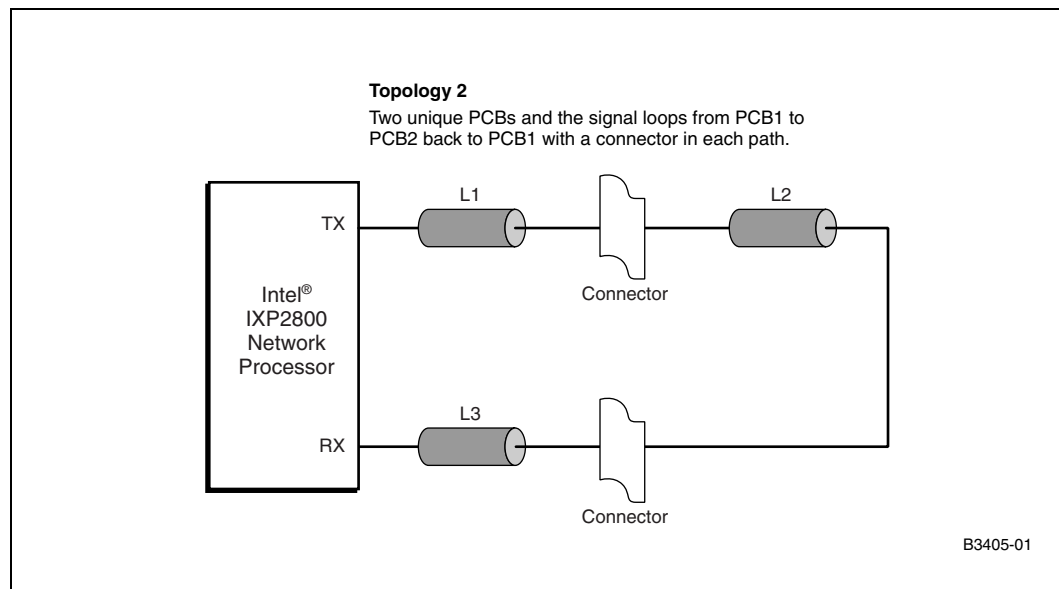 Topology 2
Two unique PCBs and the signal loops from PCB1 to
PCB2 back to PCB1 with a connector in each path.
L1
L2
TX
Connector
Intel®
IXP2800
Network
Processor
L3
RX
Connector
B3405-01